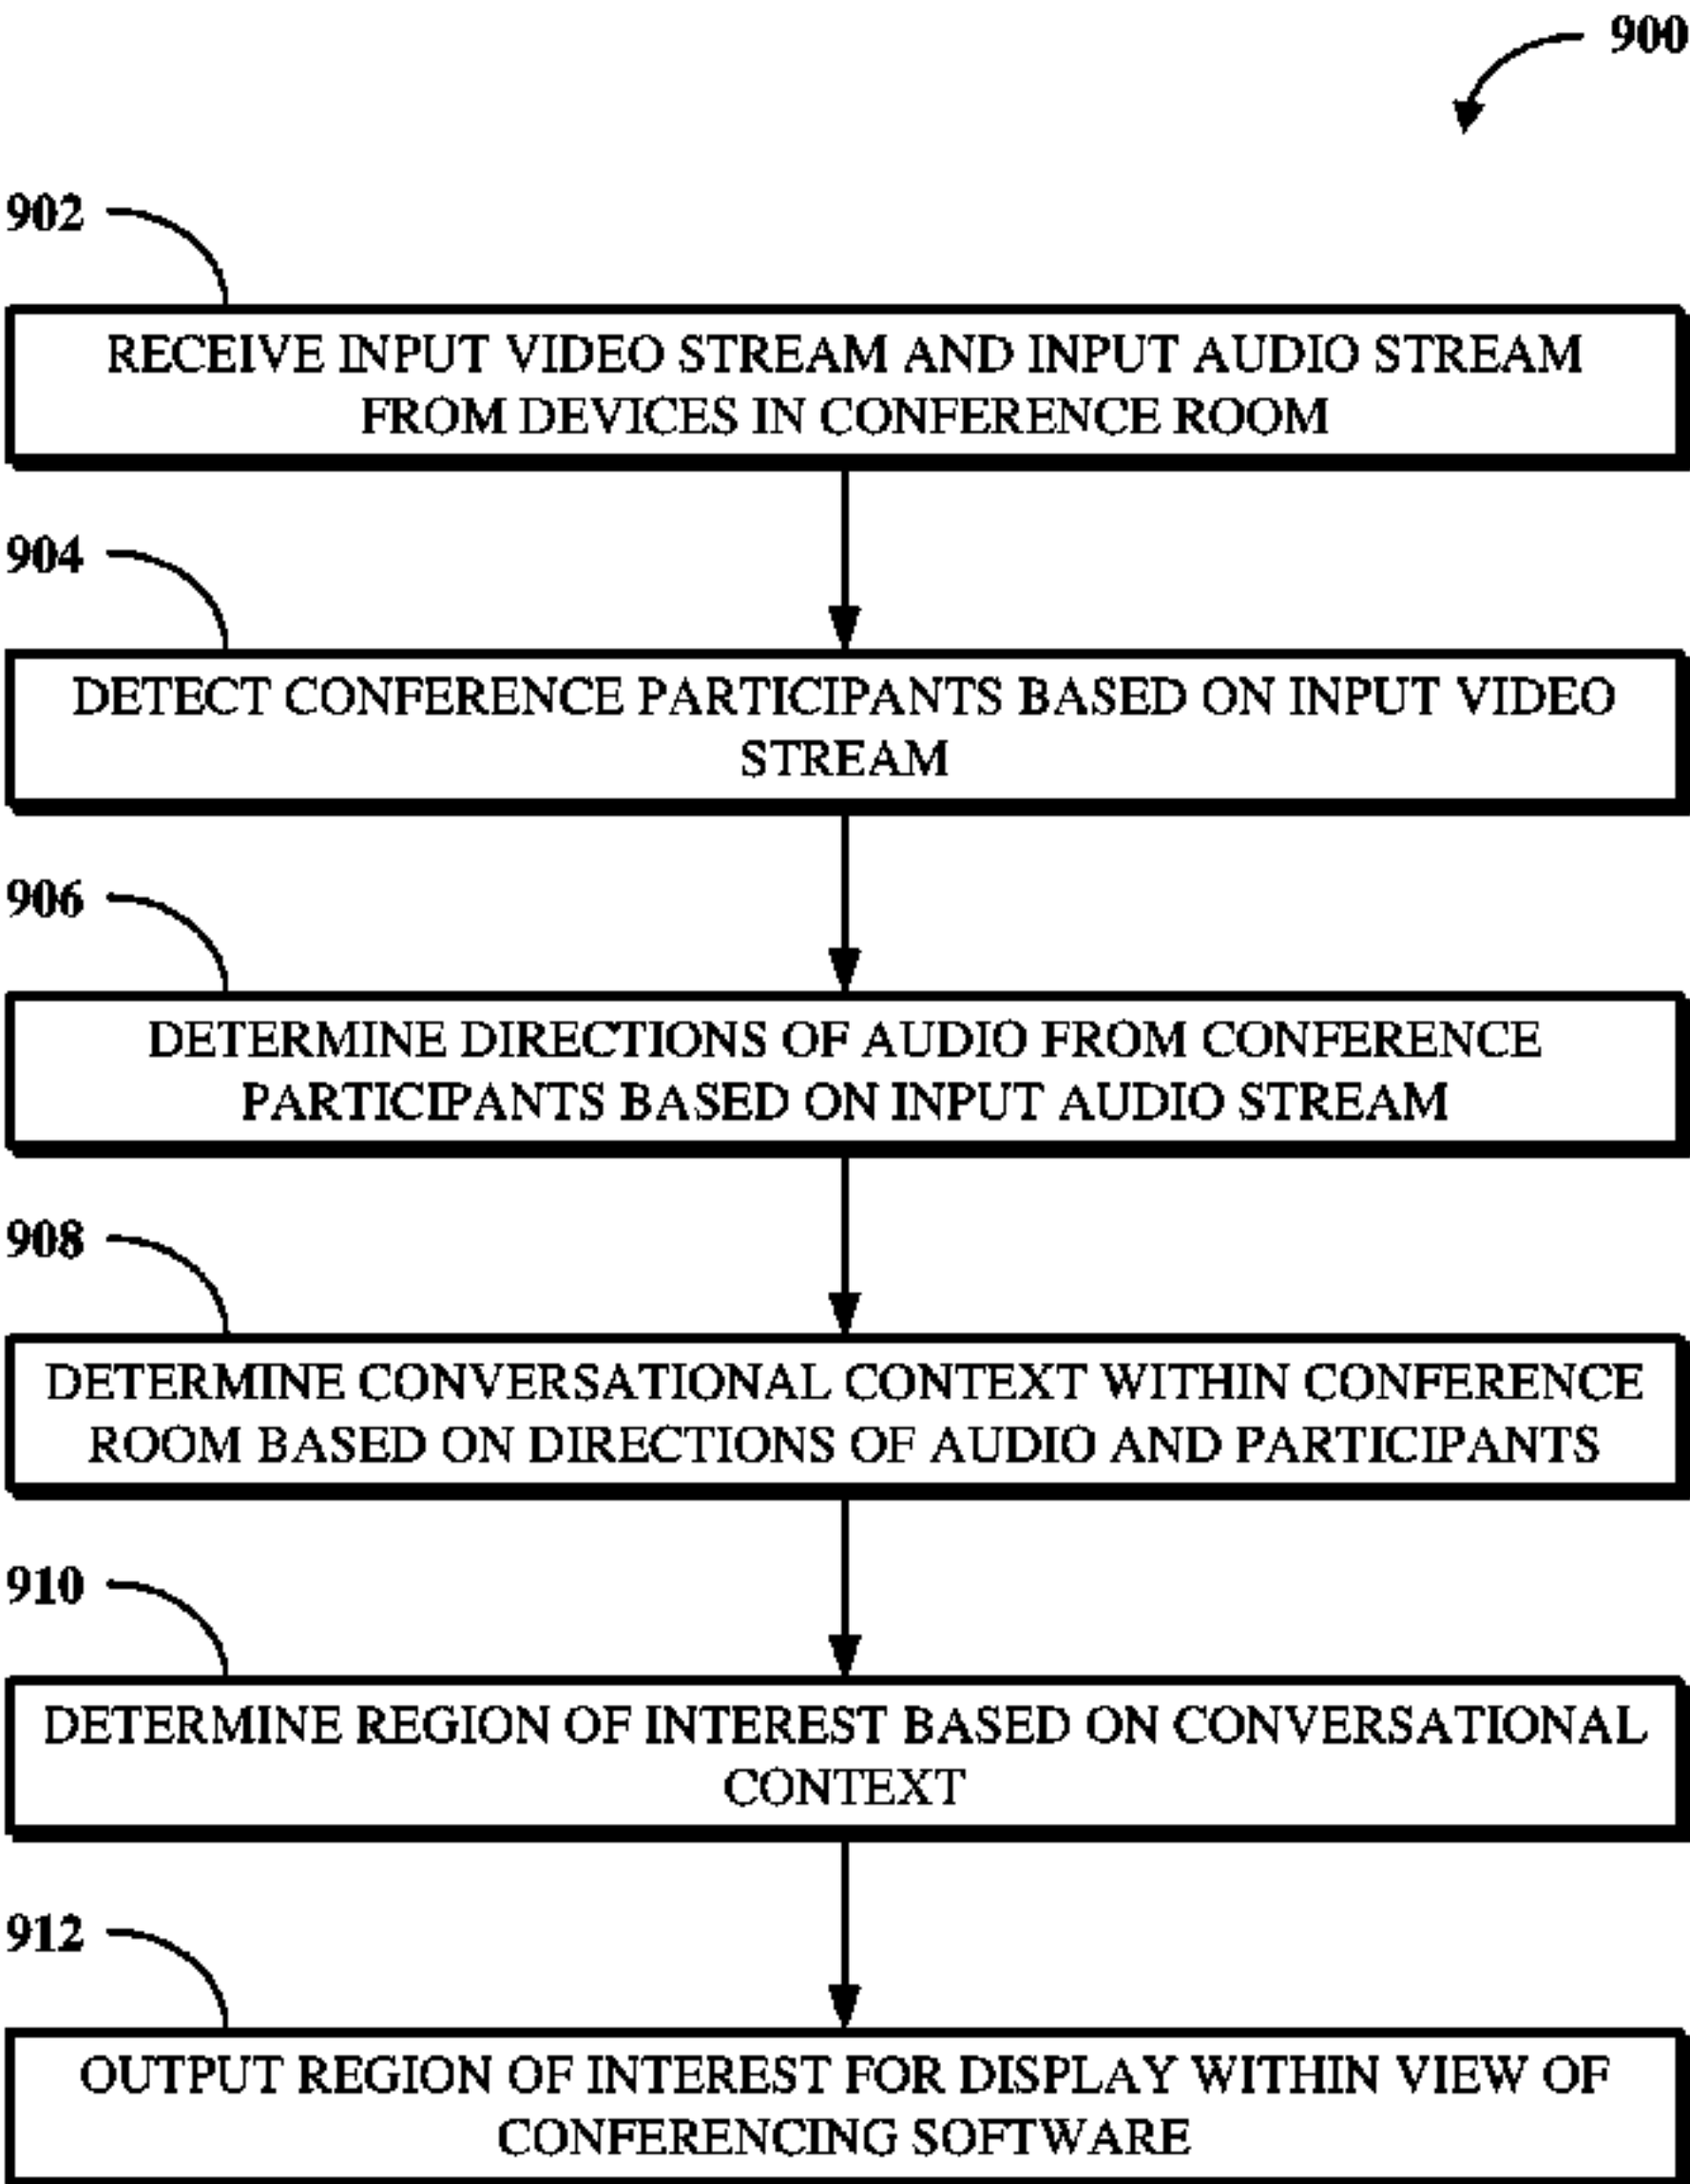 900
902
RECEIVE INPUT VIDEO STREAM AND INPUT AUDIO STREAM
FROM DEVICES IN CONFERENCE ROOM
904
DETECT CONFERENCE PARTICIPANTS BASED ON INPUT VIDEO
STREAM
906
DETERMINE DIRECTIONS OF AUDIO FROM CONFERENCE
PARTICIPANTS BASED ON INPUT AUDIO STREAM
908
DETERMINE CONVERSATIONAL CONTEXT WITHIN CONFERENCE
ROOM BASED ON DIRECTIONS OF AUDIO AND PARTICIPANTS
910
DETERMINE REGION OF INTEREST BASED ON CONVERSATIONAL
CONTEXT
912
OUTPUT REGION OF INTEREST FOR DISPLAY WITHIN VIEW OF
CONFERENCING SOFTWARE